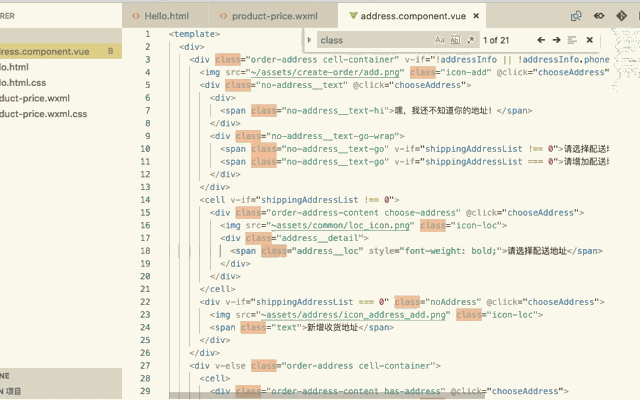 RER
Hello.html
product-price.wxml
address.component.vue
ress.component.vue 8
lo.html
lo.html.css
duct-price.wxml
duct-price.wxml.css
NE
N 项目
class
Aa Abl .* 1 of 21
1 <template>
2 <div>
3 <div class="order-address cell-container" v-if="!addressInfo || !addressInfo.phone
4 <img src="~/assets/create-order/add.png" class="icon-add" @click="chooseAddress"
5 <div class="no-address__text" @click="chooseAddress">
6 <div>
7 <span class="no-address__text-hi">嘿，我还不知道你的地址! </span>
8 </div>
9 <div class="no-address__text-go-wrap">
10 <span class="no-address__text-go" v-if="shippingAddressList !== 0">请选择配送地
11 <span class="no-address__text-go" v-if="shippingAddressList === 0">请增加配送
12 </div>
13 </div>
14 <cell v-if="shippingAddressList !== 0">
15 <div class="order-address-content choose-address" @click="chooseAddress">
16 <img src="~assets/common/loc_icon.png" class="icon-loc">
17 <div class="address__detail">
18 <span class="address__loc" style="font-weight: bold;">请选择配送地址</span>
19 </div>
20 </div>
21 </cell>
22 <div v-if="shippingAddressList === 0" class="noAddress" @click="chooseAddress">
23 <img src="~assets/address/icon_address_add.png" class="icon-loc">
24 <span class="text">新增收货地址</span>
25 </div>
26 </div>
27 <div v-else class="order-address cell-container">
28 <cell>
29 <div class="order-address-content has-address" @click="chooseAddress">